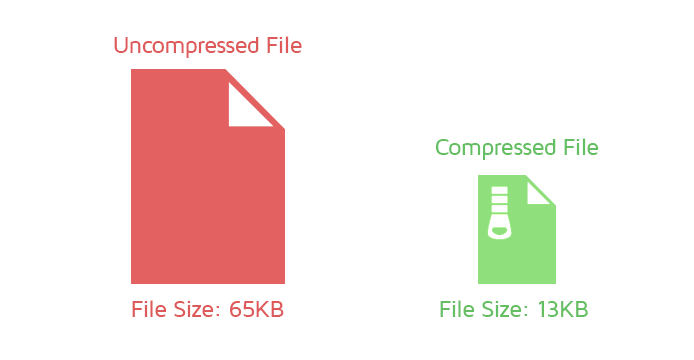 Uncompressed File
Compressed File
File Size: 65KB
File Size: 13KB